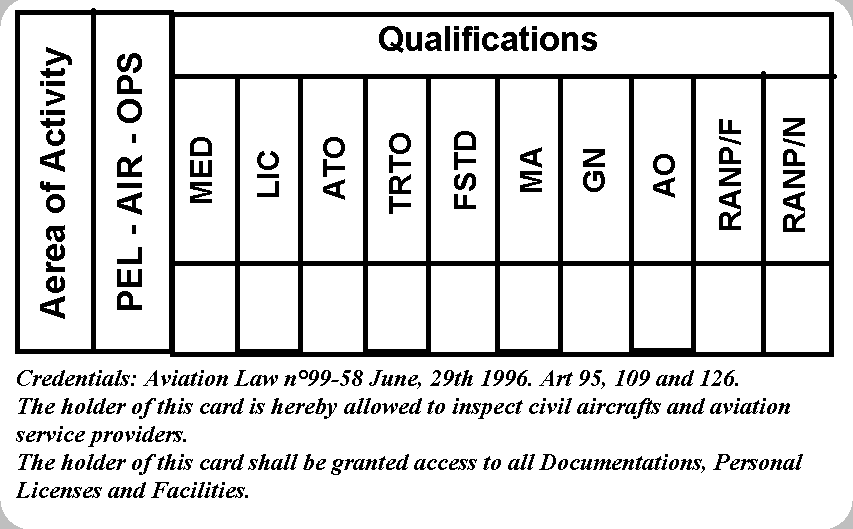 Aerea of Activity
PEL - AIR - OPS
Qualifications
MED
LIC
ATO
TRTO
FSTD
MA
GN
AO
RANP/F
RANP/N
Credentials: Aviation Law n°99-58 June, 29th 1996. Art 95, 109 and 126.
The holder of this card is hereby allowed to inspect civil aircrafts and aviation
service providers.
The holder of this card shall be granted access to all Documentations, Personal
Licenses and Facilities.